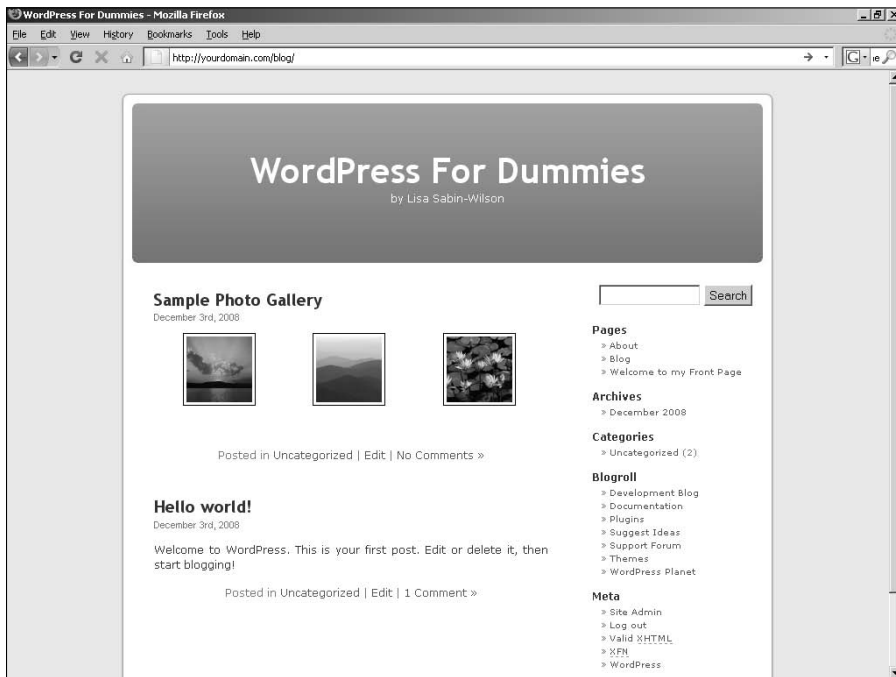 WordPress For Dummies - Mozilla Firefox
File Edit View History Bookmarks Tools Help
http://yourdomain.com/blog/
G
WordPress For Dummies
by Lisa Sabin-Wilson
Sample Photo Gallery
December 3rd, 2008
Posted in Uncategorized | Edit | No Comments »
Hello world!
December 3rd, 2008
Welcome to WordPress. This is your first post. Edit or delete it, then
start blogging!
Posted in Uncategorized | Edit | 1 Comment »
Search
Pages
» About
» Blog
» Welcome to my Front Page
Archives
» December 2008
Categories
» Uncategorized (2)
Blogroll
» Development Blog
» Documentation
» Plugins
» Suggest Ideas
» Support Forum
» Themes
» WordPress Planet
Meta
» Site Admin
» Log out
» Valid XHTML
» XFN
» WordPress